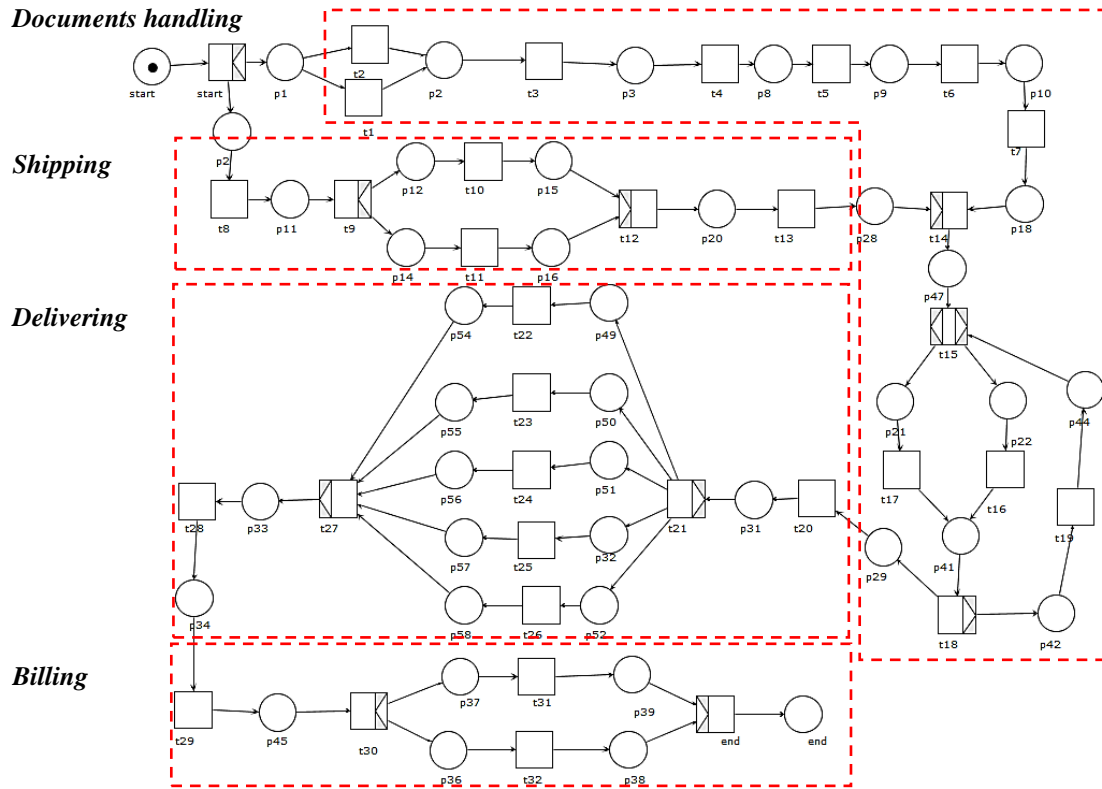 Documents handling
start
start
p1
t2
t1
p2
t3
p3
t4
p8
t5
p9
t6
p10
t7
p2
Shipping
t8
p11
t9
p12
t10
p15
p14
t11
p16
t12
p20
t13
p28
t14
p18
p47
Delivering
p54
t22
p49
t15
p55
t23
p50
p21
p22
p44
p56
t24
p51
t28
p33
t27
t21
p31
t20
t17
t16
t19
p57
t25
p32
p29
p41
p34
p58
t26
p52
t18
p42
Billing
p37
t31
p39
t29
p45
t30
end
end
p36
t32
p38